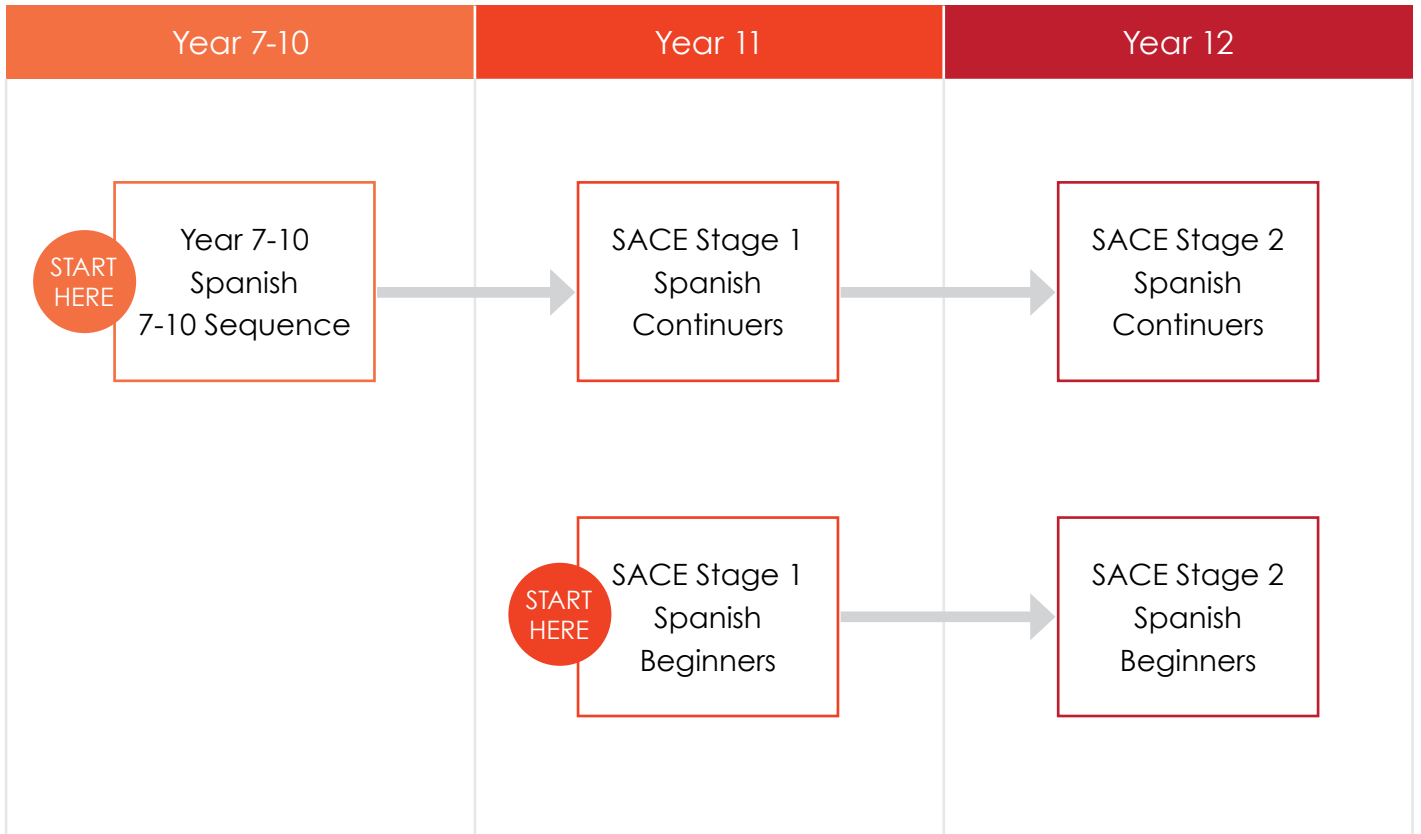 Year 7-10
Year 11
Year 12
START
HERE
Year 7-10
Spanish
7-10 Sequence
SACE Stage 1
Spanish
Continuers
SACE Stage 2
Spanish
Continuers
START
HERE
SACE Stage 1
Spanish
Beginners
SACE Stage 2
Spanish
Beginners